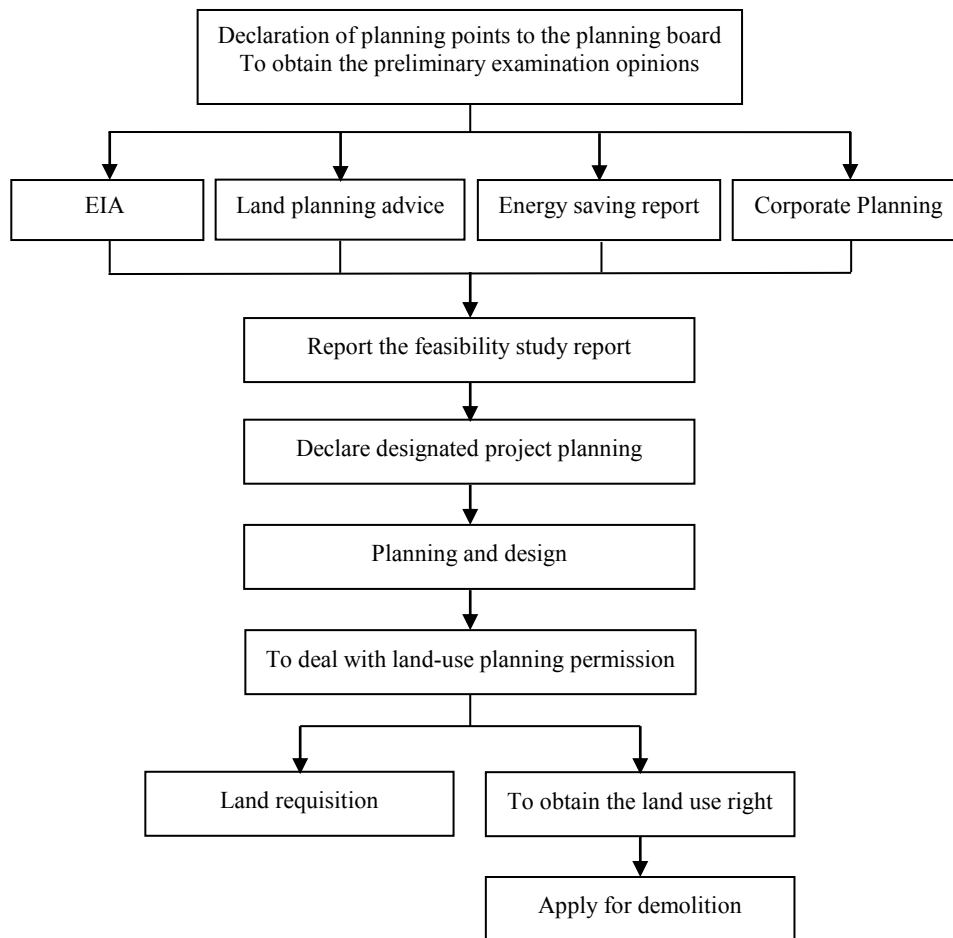 Declaration of planning points to the planning board
To obtain the preliminary examination opinions
EIA
Land planning advice
Energy saving report
Corporate Planning
Report the feasibility study report
Declare designated project planning
Planning and design
To deal with land-use planning permission
Land requisition
To obtain the land use right
Apply for demolition